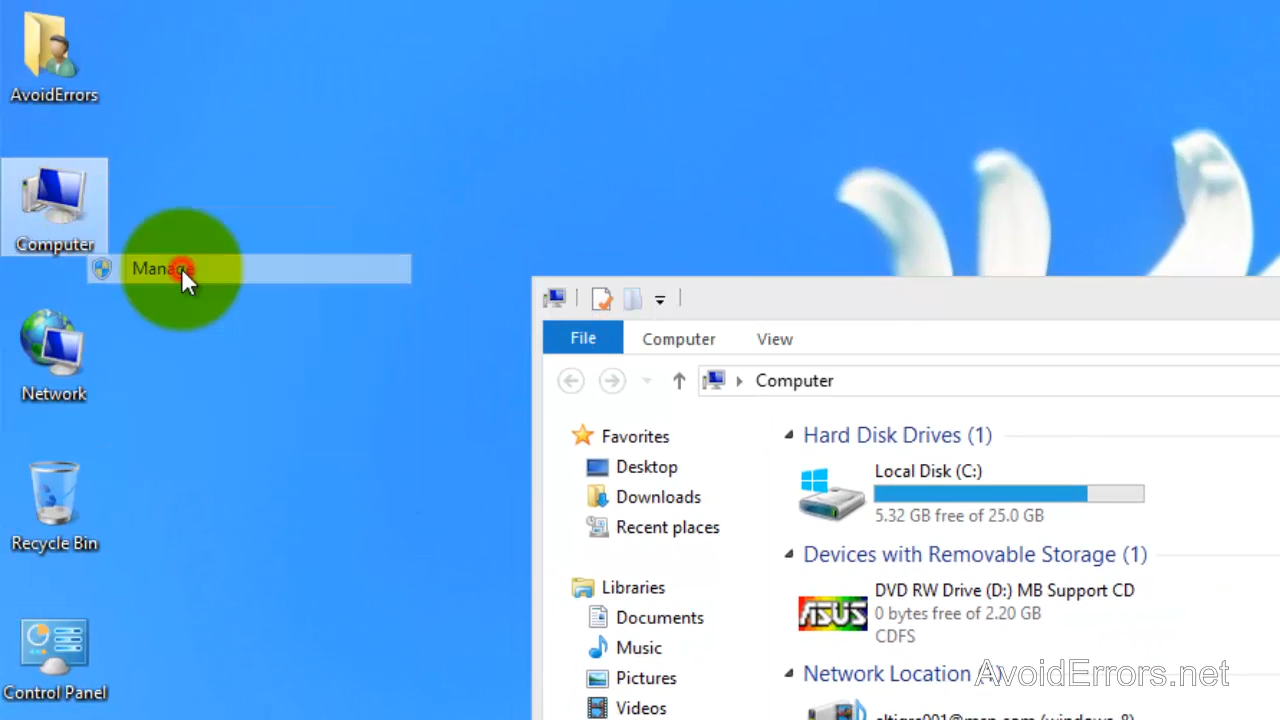 AvoidErrors
Computer
Manage
Network
Recycle Bin
Control Panel
File
Computer
View
Computer
Favorites
Desktop
Downloads
Recent places
Libraries
Documents
Music
Pictures
Videos
Hard Disk Drives (1)
Local Disk (C:)
5.32 GB free of 25.0 GB
Devices with Removable Storage (1)
ASUS
DVD RW Drive (D:) MB Support CD
0 bytes free of 2.20 GB
CDFS
Network Location
AvoidErrors.net